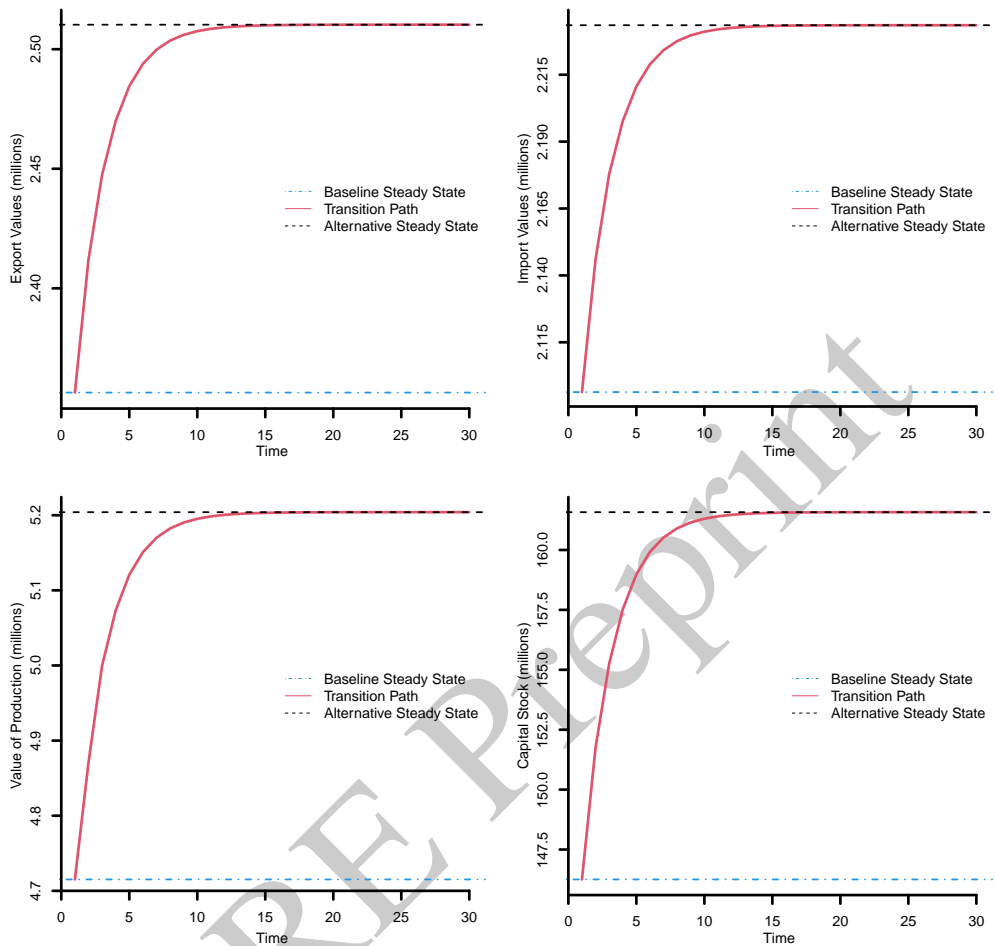 Export Values (millions)
2.50
2.45
2.40
Baseline Steady State
Transition Path
Alternative Steady State
0 5 10 15 20 25 30
Time
Import Values (millions)
2.215
2.190
2.165
2.140
2.115
Baseline Steady State
Transition Path
Alternative Steady State
0 5 10 15 20 25 30
Time
Value of Production (millions)
5.2
5.1
5.0
4.9
4.8
4.7
Baseline Steady State
Transition Path
Alternative Steady State
0 5 10 15 20 25 30
Time
Capital Stock (millions)
160.0
157.5
155.0
152.5
150.0
147.5
Baseline Steady State
Transition Path
Alternative Steady State
0 5 10 15 20 25 30
Time
RE Preprint